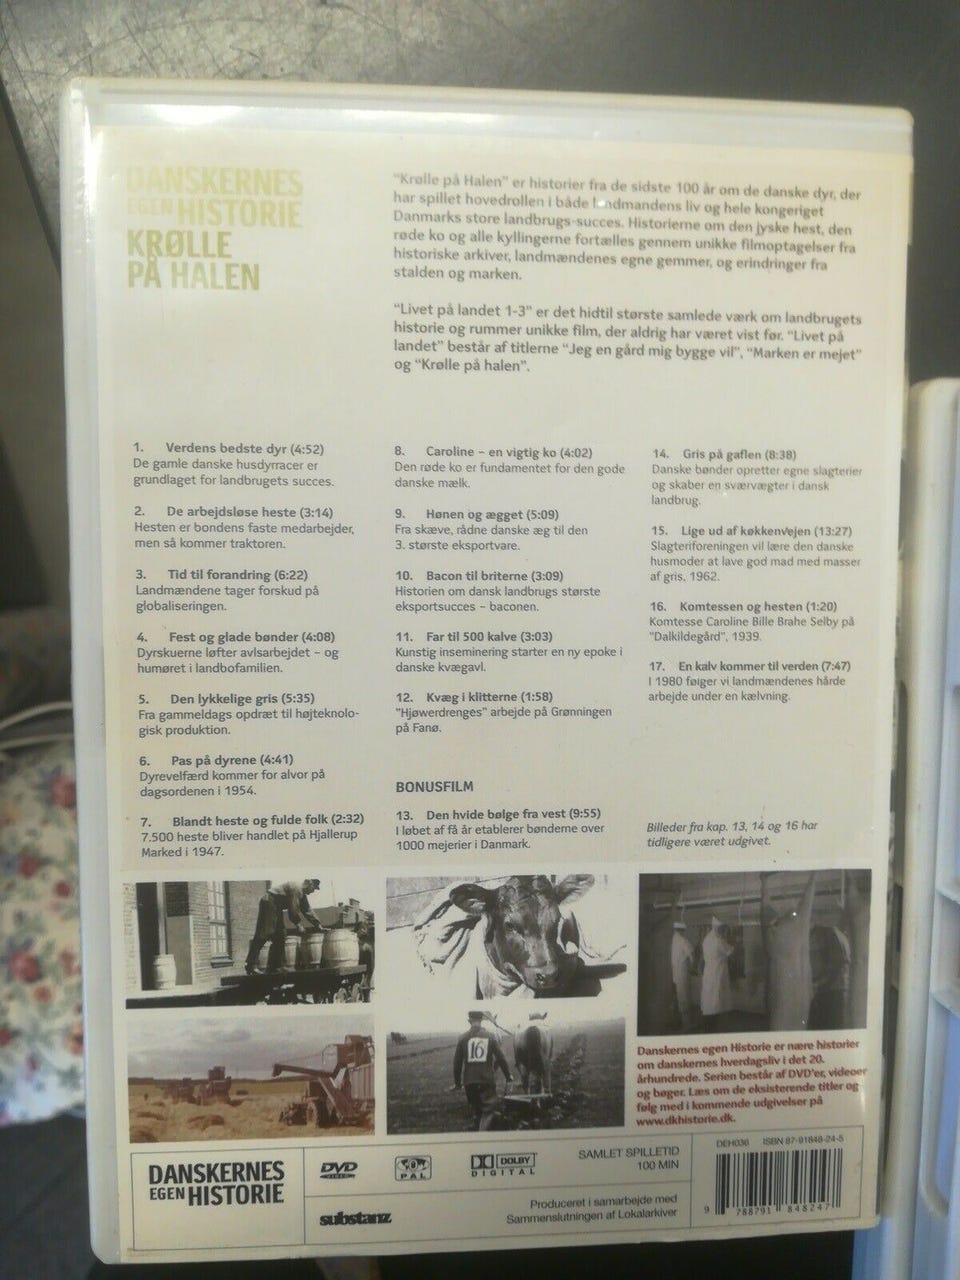 DANSKERNES
EGEN HISTORIE
KRØLLE
PÅ HALEN
"Krølle på Halen" er historier fra de sidste 100 år om de danske dyr, der
har spillet hovedrollen i både landmandens liv og hele kongeriget
Danmarks store landbrugs-succes. Historierne om den jyske hest, den
røde ko og alle kyllingerne fortælles gennem unikke filmoptagelser fra
historiske arkiver, landmændenes egne gemmer, og erindringer fra
stalden og marken.
"Livet på landet 1-3" er det hidtil største samlede værk om landbrugets
historie og rummer unikke film, der aldrig har været vist før. "Livet på
landet" består af titlerne "Jeg en gård mig bygge vil", "Marken er mejet"
og "Krølle på halen".
1. Verdens bedste dyr (4:52)
De gamle danske husdyrracer er
grundlaget for landbrugets succes.
2. De arbejdsløse heste (3:14)
Hesten er bondens faste medarbejder,
men så kommer traktoren.
3. Tid til forandring (6:22)
Landmændene tager forskud på
globaliseringen.
4. Fest og glade bønder (4:08)
Dyrskuerne løfter avlsarbejdet – og
humøret i landbofamilien.
5. Den lykkelige gris (5:35)
Fra gammeldags opdræt til højteknolo-
gisk produktion.
6. Pas på dyrene (4:41)
Dyrevelfærd kommer for alvor på
dagsordenen i 1954.
7. Blandt heste og fulde folk (2:32)
7.500 heste bliver handlet på Hjallerup
Marked i 1947.
8. Caroline – en vigtig ko (4:02)
Den røde ko er fundamentet for den gode
danske mælk.
9. Hønen og ægget (5:09)
Fra skæve, rådne danske æg til den
3. største eksportvare.
10. Bacon til briterne (3:09)
Historien om dansk landbrugs største
eksportsucces – baconen.
11. Far til 500 kalve (3:03)
Kunstig inseminering starter en ny epoke i
danske kvægavl.
12. Kvæg i klitterne (1:58)
"Hjøwerdrenges" arbejde på Grønningen
på Fanø.
BONUSFILM
13. Den hvide bølge fra vest (9:55)
I løbet af få år etablerer bønderne over
1000 mejerier i Danmark.
14. Gris på gaflen (8:38)
Danske bønder opretter egne slagterier
og skaber en sværvægter i dansk
landbrug.
15. Lige ud af køkkenvejen (13:27)
Slagteriforeningen vil lære den danske
husmoder at lave god mad med masser
af gris, 1962.
16. Komtessen og hesten (1:20)
Komtesse Caroline Bille Brahe Selby på
"Dalkildegård", 1939.
17. En kalv kommer til verden (7:47)
I 1980 følger vi landmændenes hårde
arbejde under en kælvning.
Billeder fra kap. 13, 14 og 16 har
tidligere været udgivet.
16
Danskernes egen Historie er nære historier
om danskernes hverdagsliv i det 20.
århundrede. Serien består af DVD'er, videoer
og bøger. Læs om de eksisterende titler og
følg med i kommende udgivelser på
www.dkhistorie.dk.
DANSKERNES
EGEN HISTORIE
DVD
VIDEO
PAL
DOLBY
DIGITAL
SAMLET SPILLETID
100 MIN
substanz
Produceret i samarbejde med
Sammenslutningen af Lokalarkiver
DEH036 ISBN 87-91848-24-5
9 788791 848247